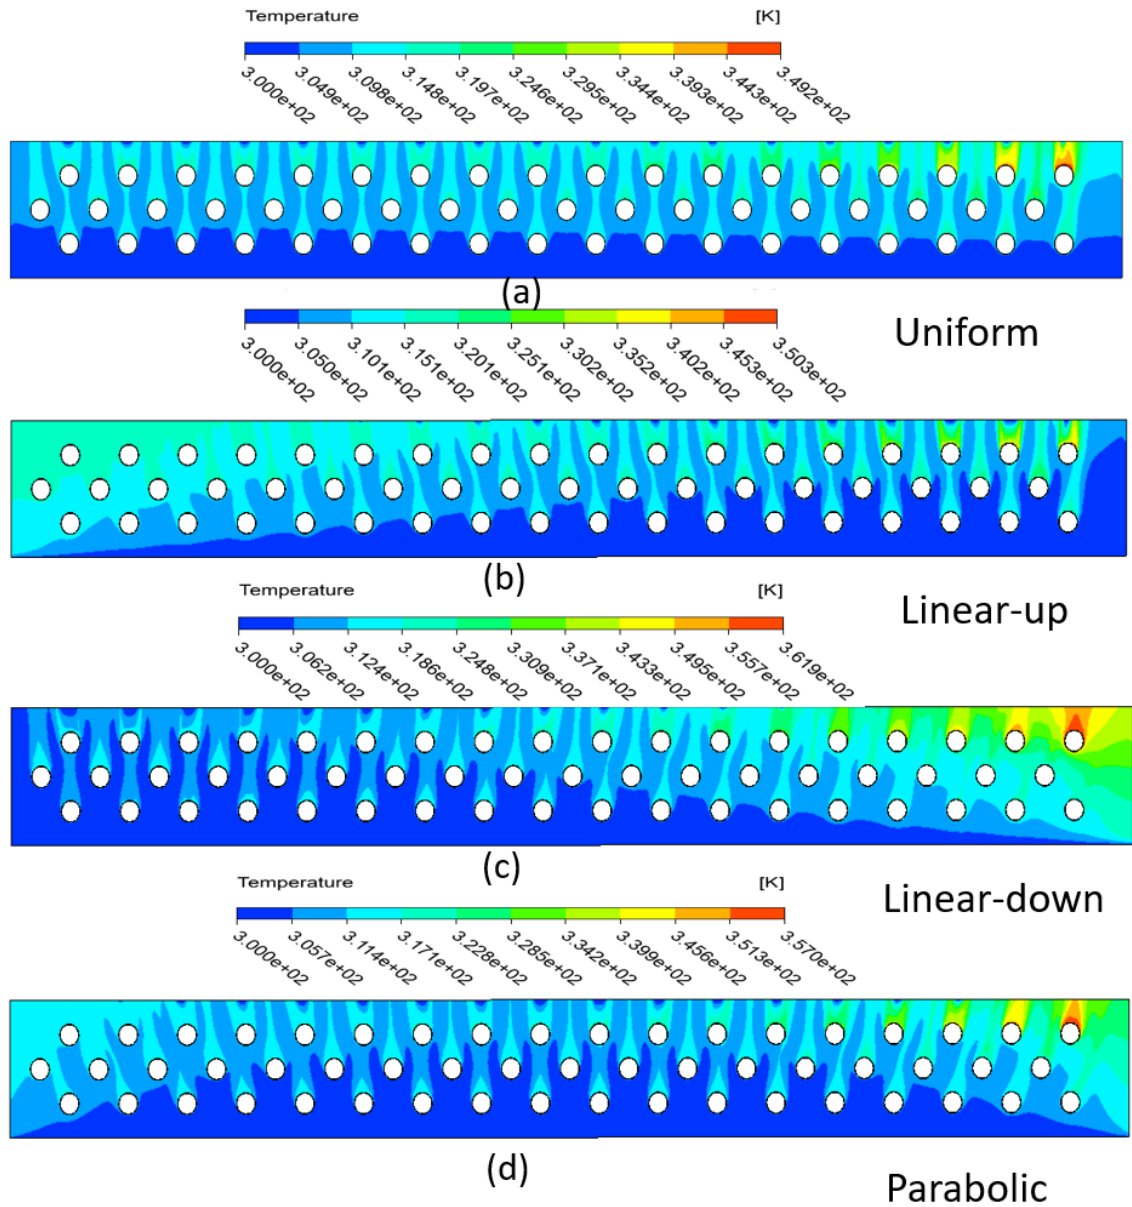 Temperature [K]
3.000e+02 3.049e+02 3.098e+02 3.148e+02 3.197e+02 3.246e+02 3.295e+02 3.344e+02 3.393e+02 3.443e+02 3.492e+02
(a)
Uniform
3.000e+02 3.050e+02 3.101e+02 3.151e+02 3.201e+02 3.251e+02 3.302e+02 3.352e+02 3.402e+02 3.453e+02 3.503e+02
(b)
Linear-up
Temperature [K]
3.000e+02 3.062e+02 3.124e+02 3.186e+02 3.248e+02 3.309e+02 3.371e+02 3.433e+02 3.495e+02 3.557e+02 3.619e+02
(c)
Linear-down
Temperature [K]
3.000e+02 3.057e+02 3.114e+02 3.171e+02 3.228e+02 3.285e+02 3.342e+02 3.399e+02 3.456e+02 3.513e+02 3.570e+02
(d)
Parabolic